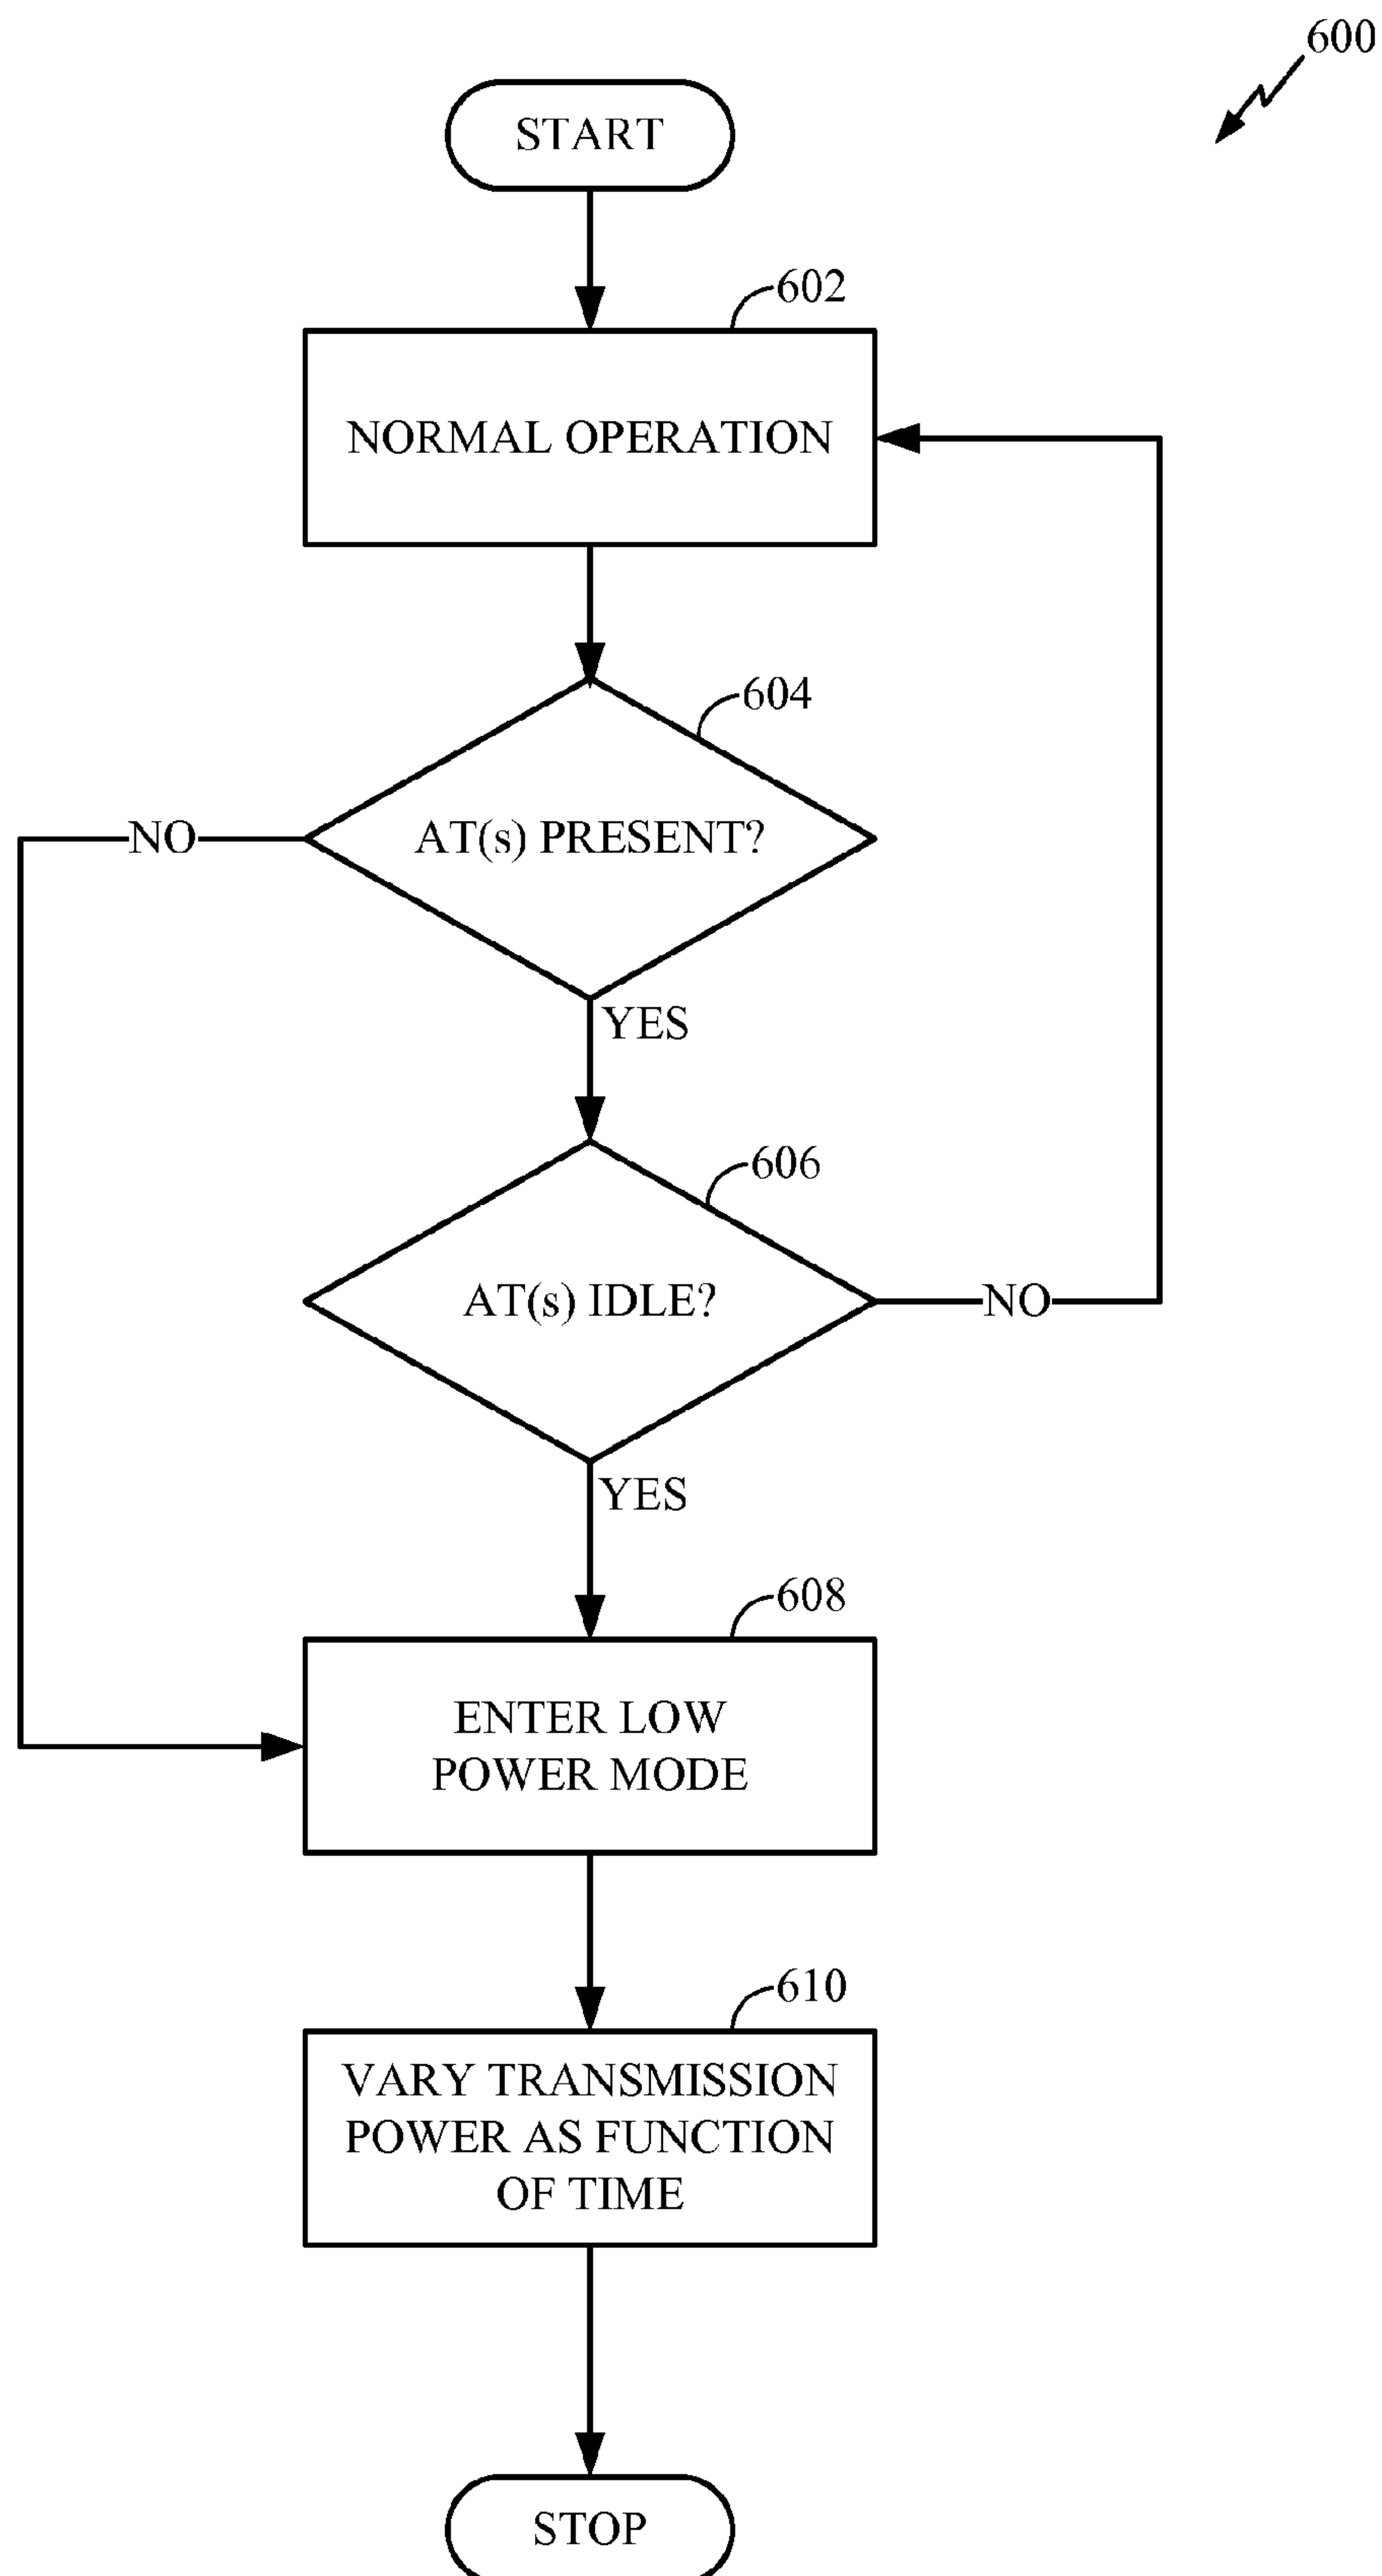 600
START
602
NORMAL OPERATION
604
AT(s) PRESENT?
NO
YES
606
AT(s) IDLE?
NO
YES
608
ENTER LOW
POWER MODE
610
VARY TRANSMISSION
POWER AS FUNCTION
OF TIME
STOP